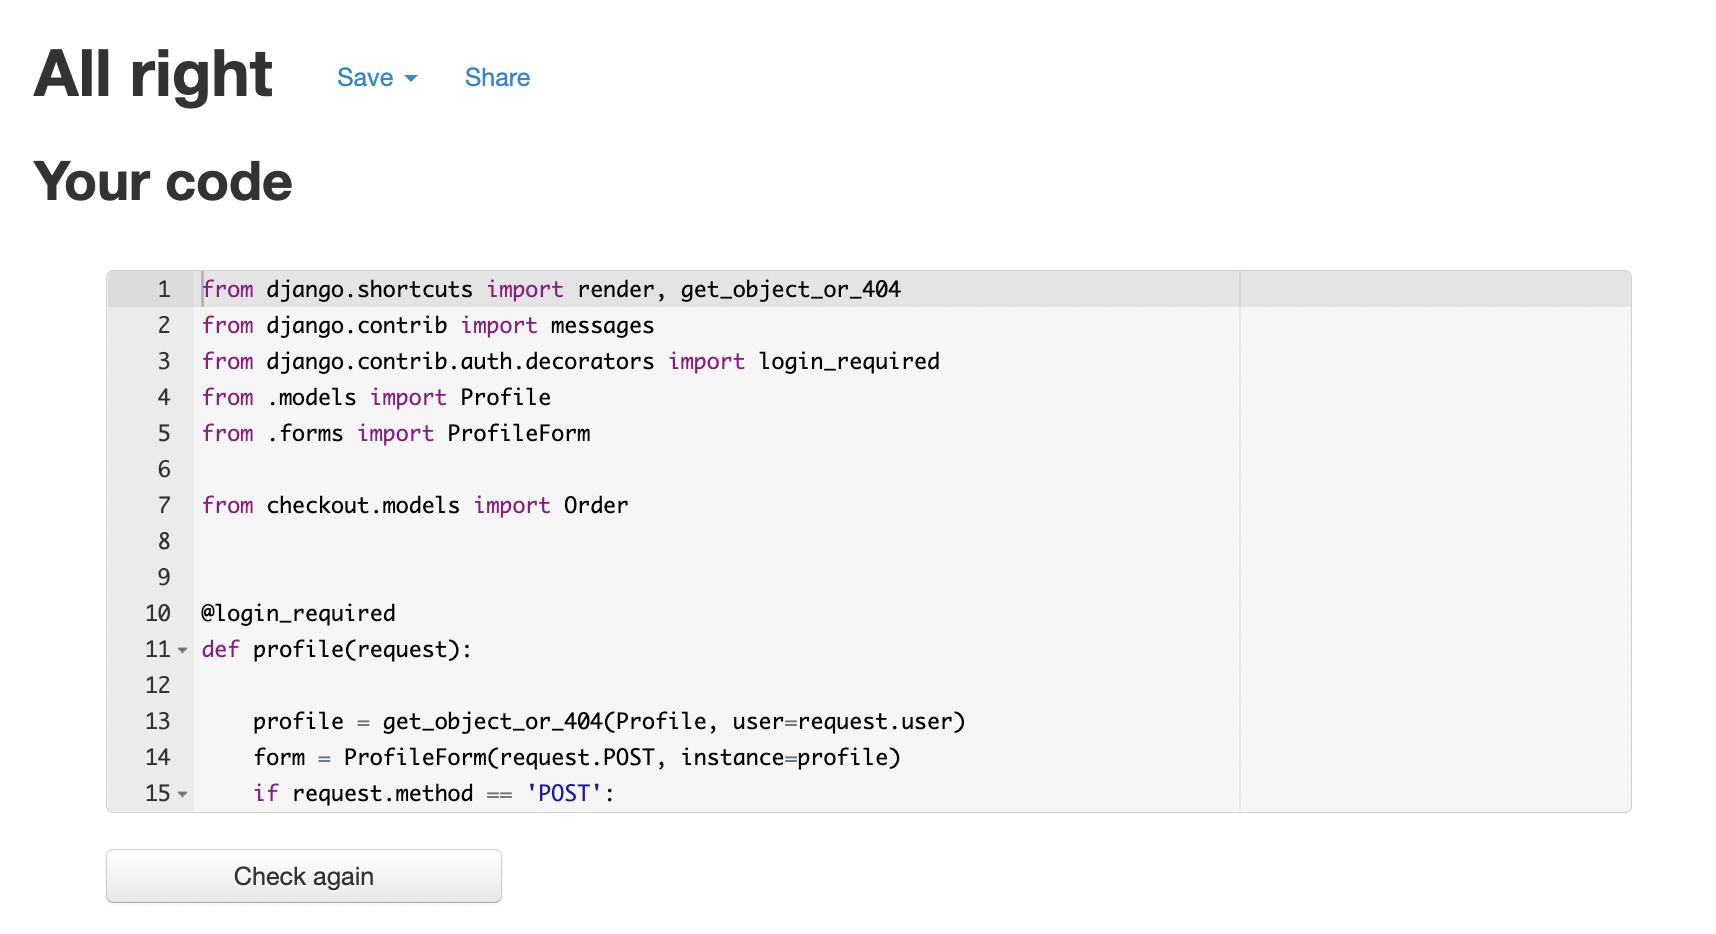 All right
Save
Share
Your code
1 from django.shortcuts import render, get_object_or_404
2 from django.contrib import messages
3 from django.contrib.auth.decorators import login_required
4 from .models import Profile
5 from .forms import ProfileForm
6
7 from checkout.models import Order
8
9
10 @login_required
11 def profile(request):
12
13     profile = get_object_or_404(Profile, user=request.user)
14     form = ProfileForm(request.POST, instance=profile)
15     if request.method == 'POST':
Check again